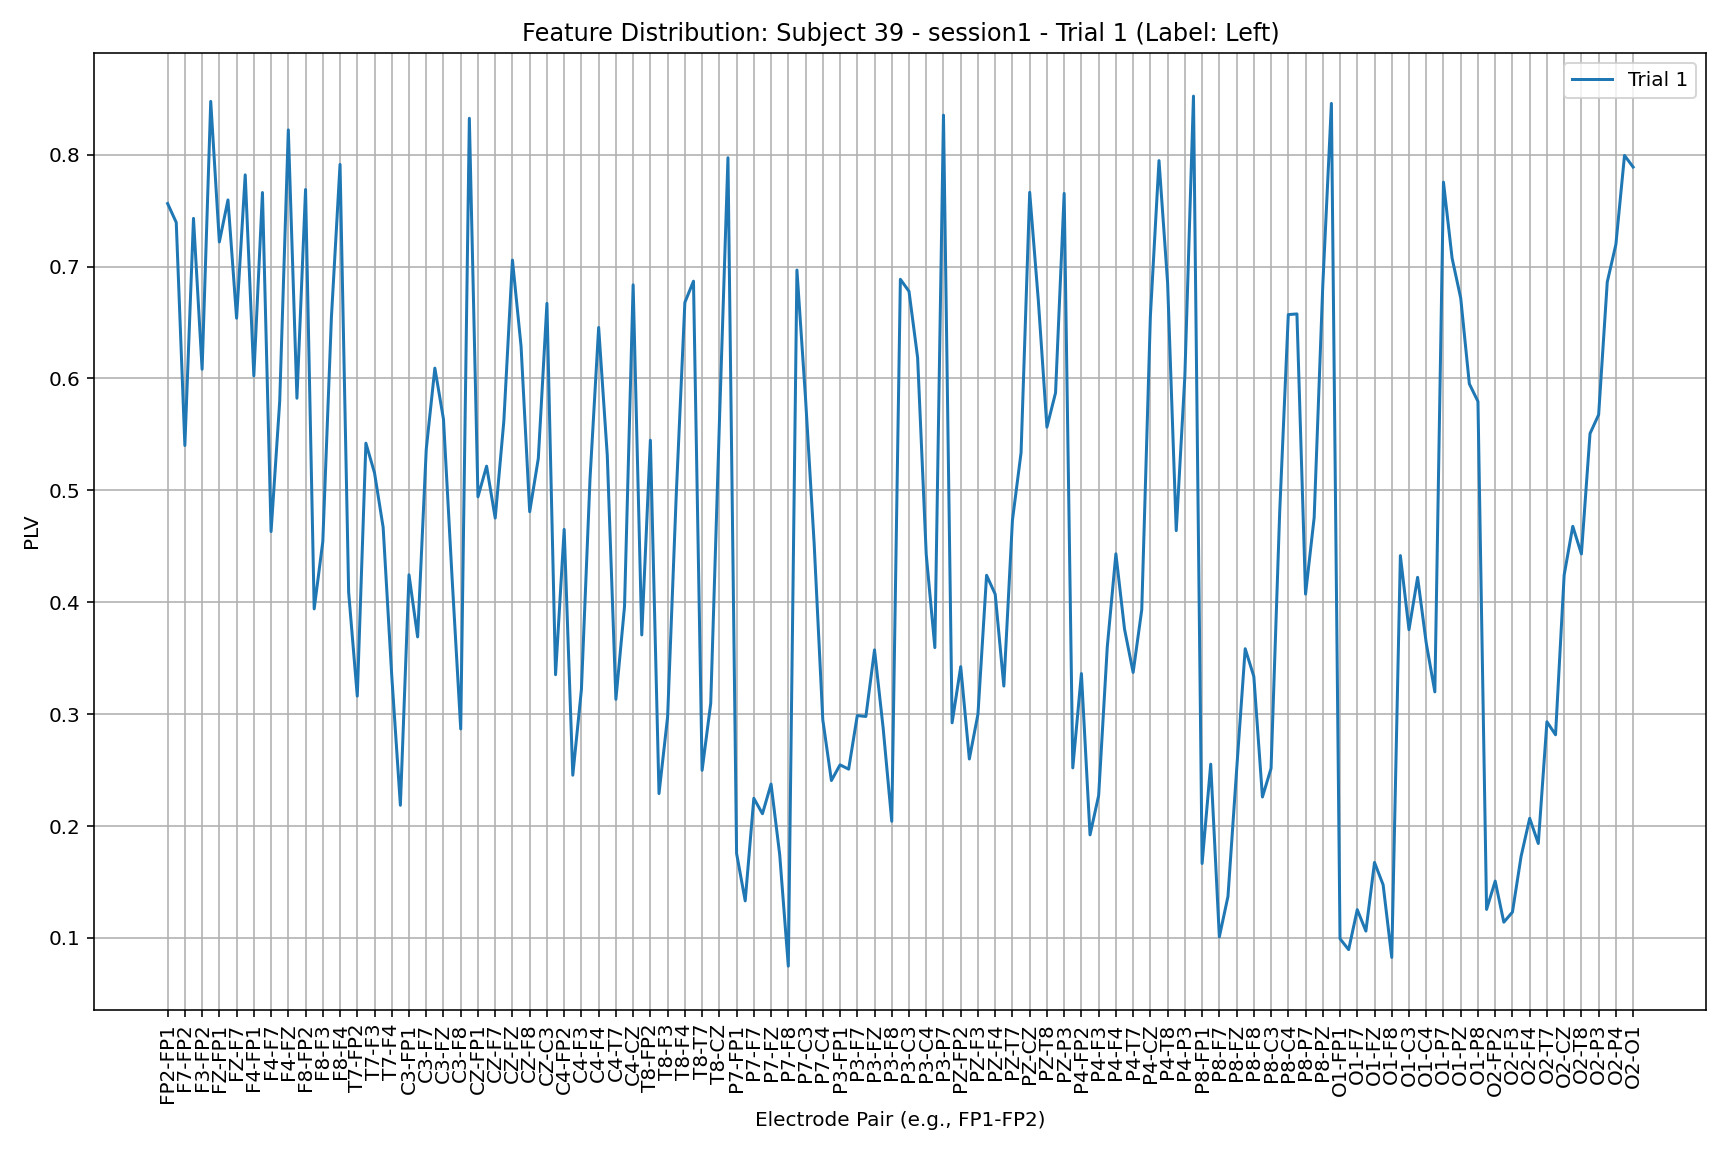 Feature Distribution: Subject 39 - session1 - Trial 1 (Label: Left)
Trial 1
PLV
0.8
0.7
0.6
0.5
0.4
0.3
0.2
0.1
FP2-FP1
F7-FP2
F3-FP2
FZ-FP1
FZ-F7
F4-FP1
F4-F7
F4-FZ
F8-FP2
F8-F3
F8-F4
T7-FP2
T7-F3
T7-F4
C3-FP1
C3-F7
C3-FZ
C3-F8
CZ-FP1
CZ-F7
CZ-FZ
CZ-F8
CZ-C3
C4-FP2
C4-F3
C4-F4
C4-T7
C4-CZ
T8-FP2
T8-F3
T8-F4
T8-T7
T8-CZ
P7-FP1
P7-F7
P7-FZ
P7-F8
P7-C3
P7-C4
P3-FP1
P3-F7
P3-FZ
P3-F8
P3-C3
P3-C4
P3-P7
PZ-FP2
PZ-F3
PZ-F4
PZ-T7
PZ-CZ
PZ-T8
PZ-P3
P4-FP2
P4-F3
P4-F4
P4-T7
P4-CZ
P4-T8
P4-P3
P8-FP1
P8-F7
P8-FZ
P8-F8
P8-C3
P8-C4
P8-P7
P8-PZ
O1-FP1
O1-F7
O1-FZ
O1-F8
O1-C3
O1-C4
O1-P7
O1-PZ
O1-P8
O2-FP2
O2-F3
O2-F4
O2-T7
O2-CZ
O2-T8
O2-P3
O2-P4
O2-O1
Electrode Pair (e.g., FP1-FP2)